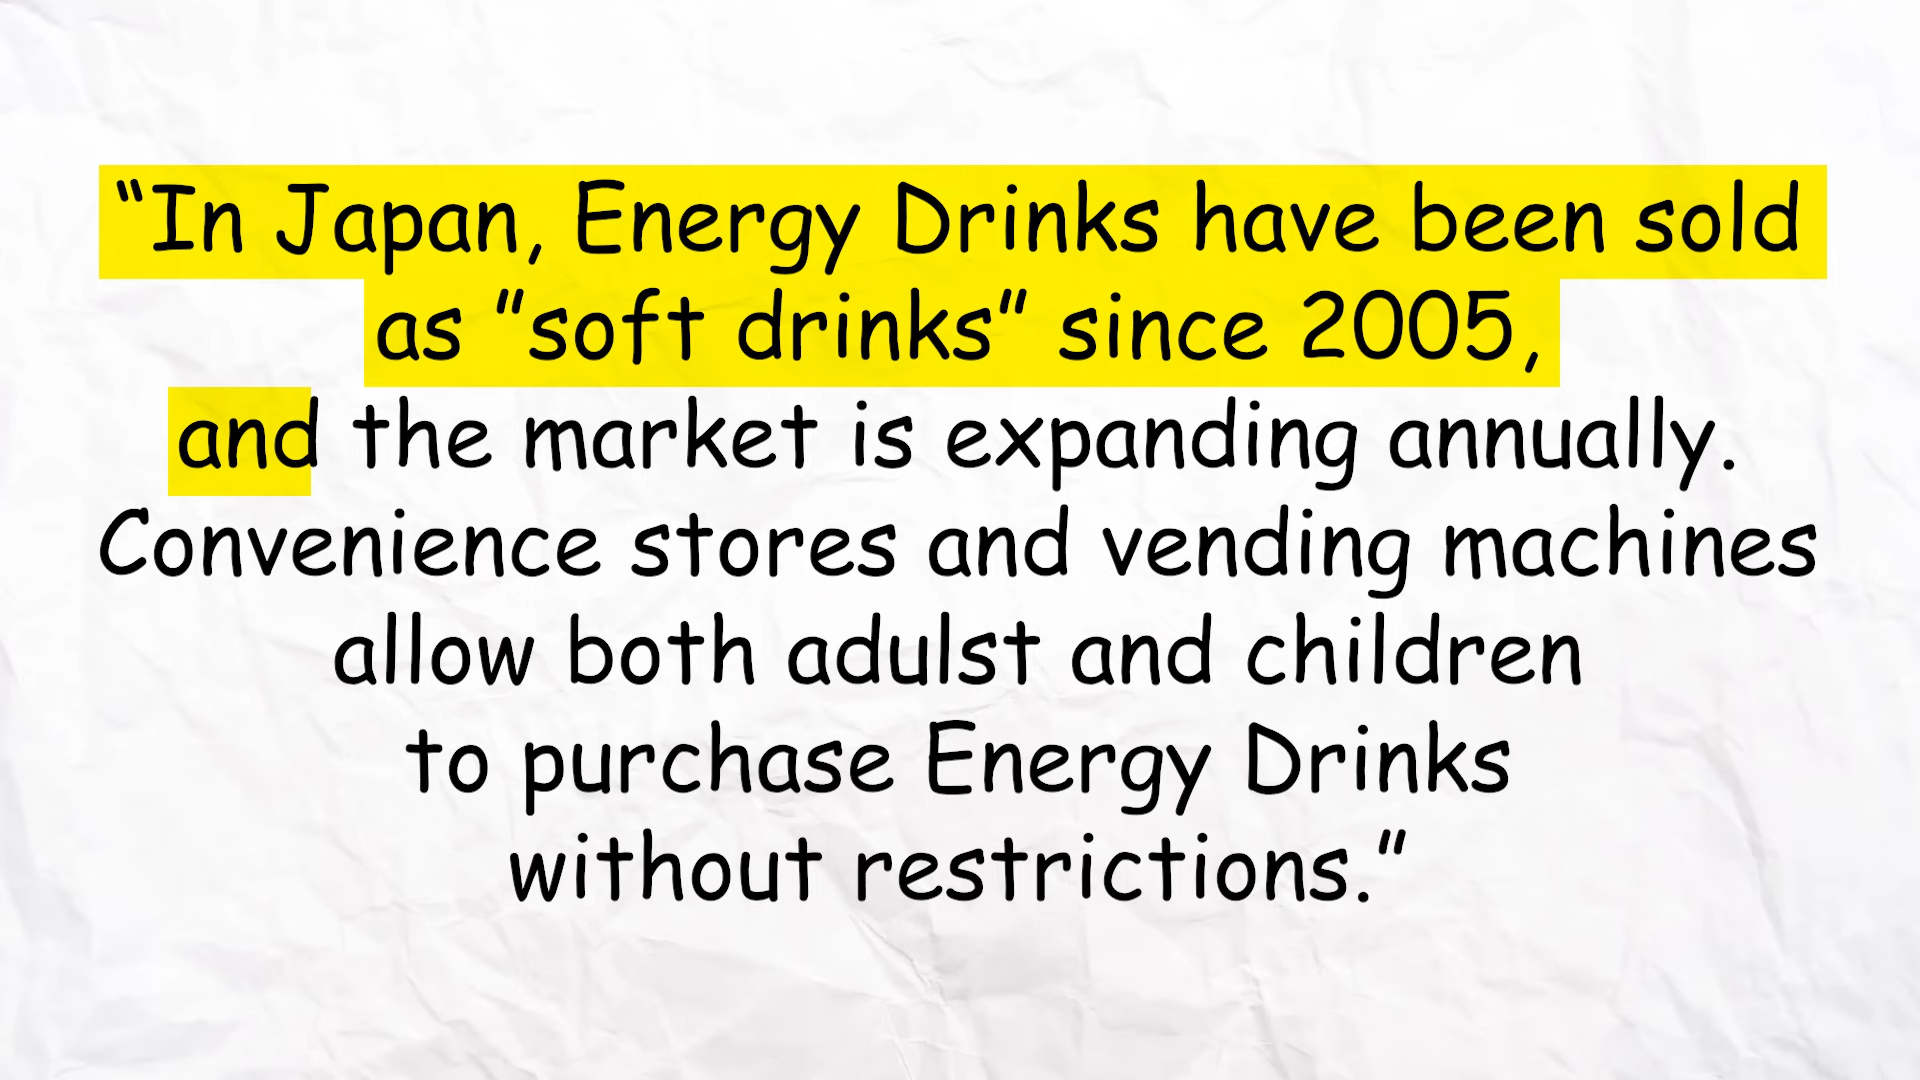 “In Japan, Energy Drinks have been sold
as ”soft drinks” since 2005,
and the market is expanding annually.
Convenience stores and vending machines
allow both adulst and children
to purchase Energy Drinks
without restrictions.”